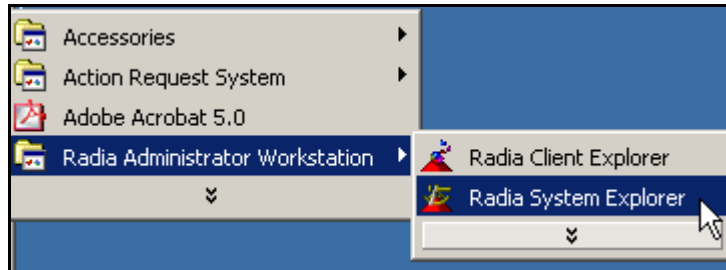 Accessories
Action Request System
Adobe Acrobat 5.0
Radia Administrator Workstation
Radia Client Explorer
Radia System Explorer